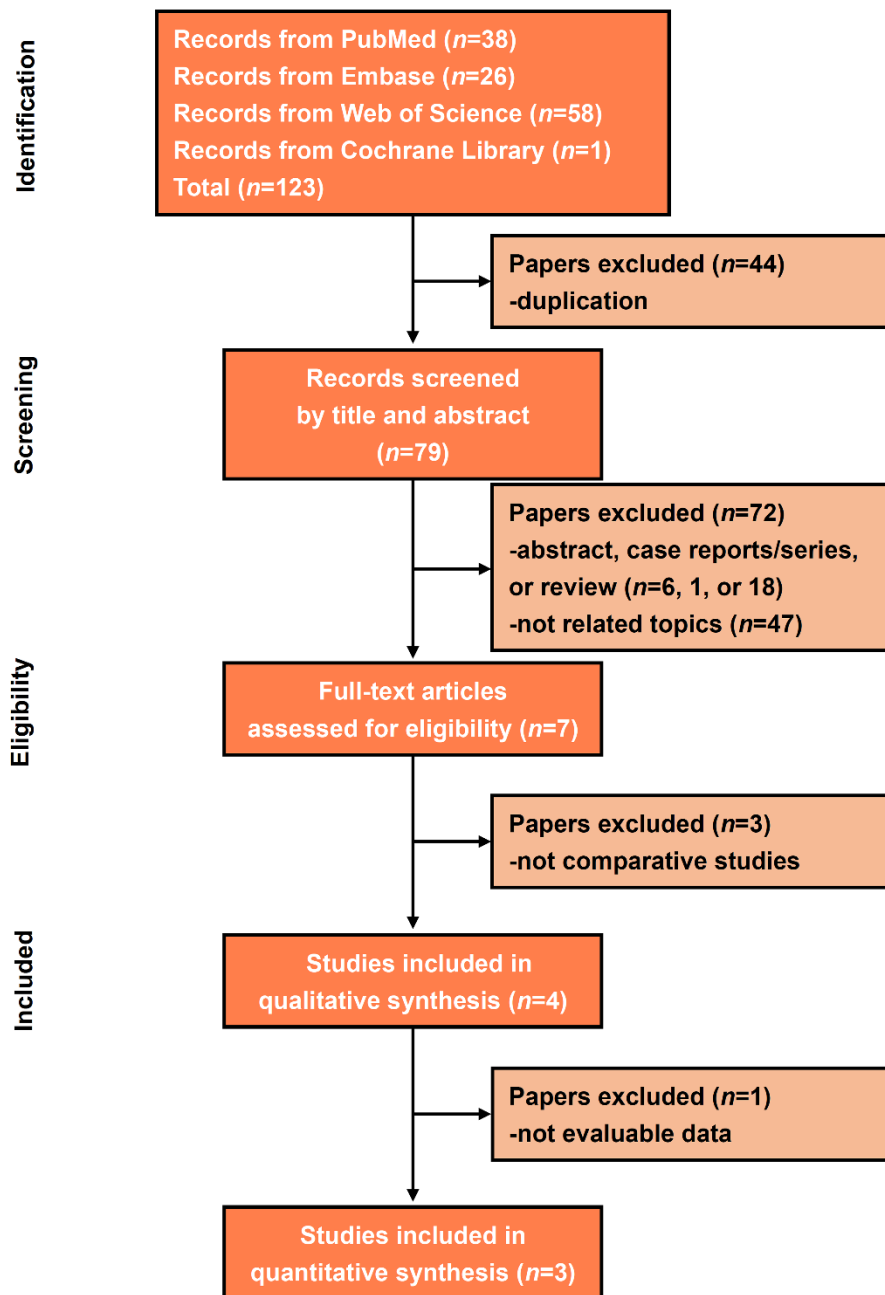 Identification
Records from PubMed (n=38)
Records from Embase (n=26)
Records from Web of Science (n=58)
Records from Cochrane Library (n=1)
Total (n=123)
Papers excluded (n=44)
-duplication
Screening
Records screened
by title and abstract
(n=79)
Papers excluded (n=72)
-abstract, case reports/series,
or review (n=6, 1, or 18)
-not related topics (n=47)
Eligibility
Full-text articles
assessed for eligibility (n=7)
Papers excluded (n=3)
-not comparative studies
Included
Studies included in
qualitative synthesis (n=4)
Papers excluded (n=1)
-not evaluable data
Studies included in
quantitative synthesis (n=3)